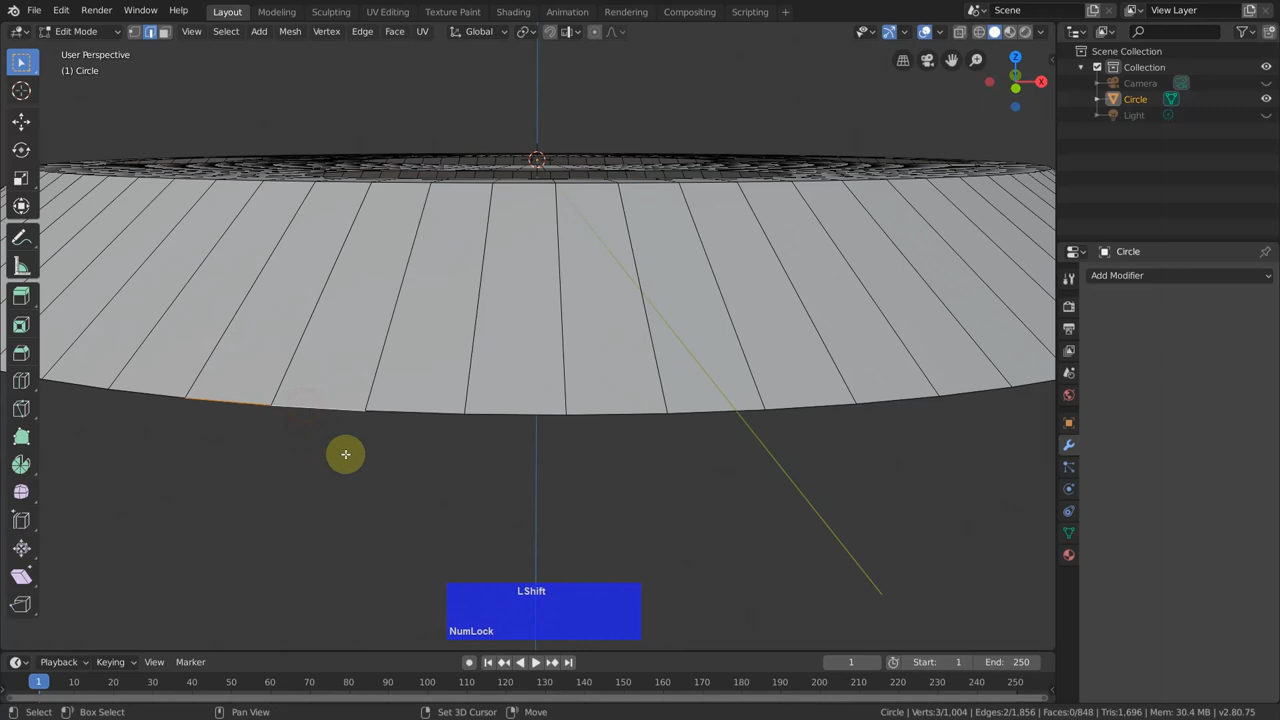 File Edit Render Window Help Layout Modeling Sculpting UV Editing Texture Paint Shading Animation Rendering Compositing Scripting + Scene View Layer
Edit Mode View Select Add Mesh Vertex Edge Face UV Global
User Perspective
(1) Circle
Z
X
Scene Collection
Collection
Camera
Circle
Light
Circle
Add Modifier
LShift
NumLock
Playback Keying View Marker 1 Start: 1 End: 250
1 10 20 30 40 50 60 70 80 90 100 110 120 130 140 150 160 170 180 190 200 210 220 230 240 250
Select Box Select Pan View Set 3D Cursor Move Circle | Verts:3/1,004 | Edges:2/1,856 | Faces:0/848 | Tris:1,696 | Mem: 30.4 MB | v2.80.75